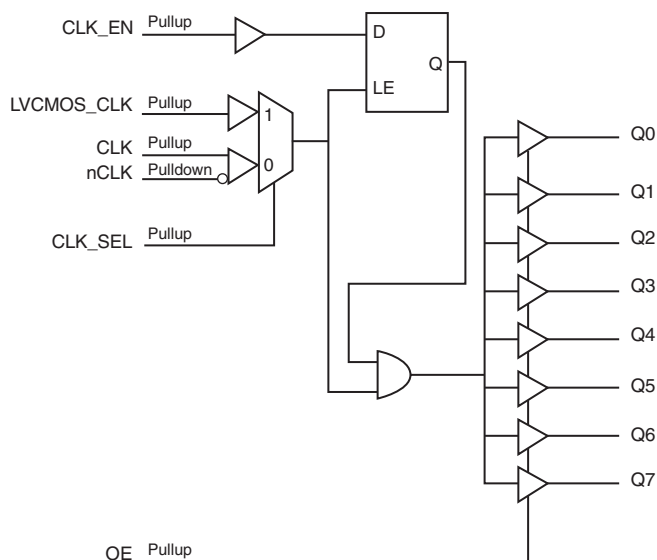 CLK_EN Pullup
D
Q
LE
LVCMOS_CLK Pullup
1
CLK Pullup
0
nCLK Pulldown
CLK_SEL Pullup
Q0
Q1
Q2
Q3
Q4
Q5
Q6
Q7
OE Pullup